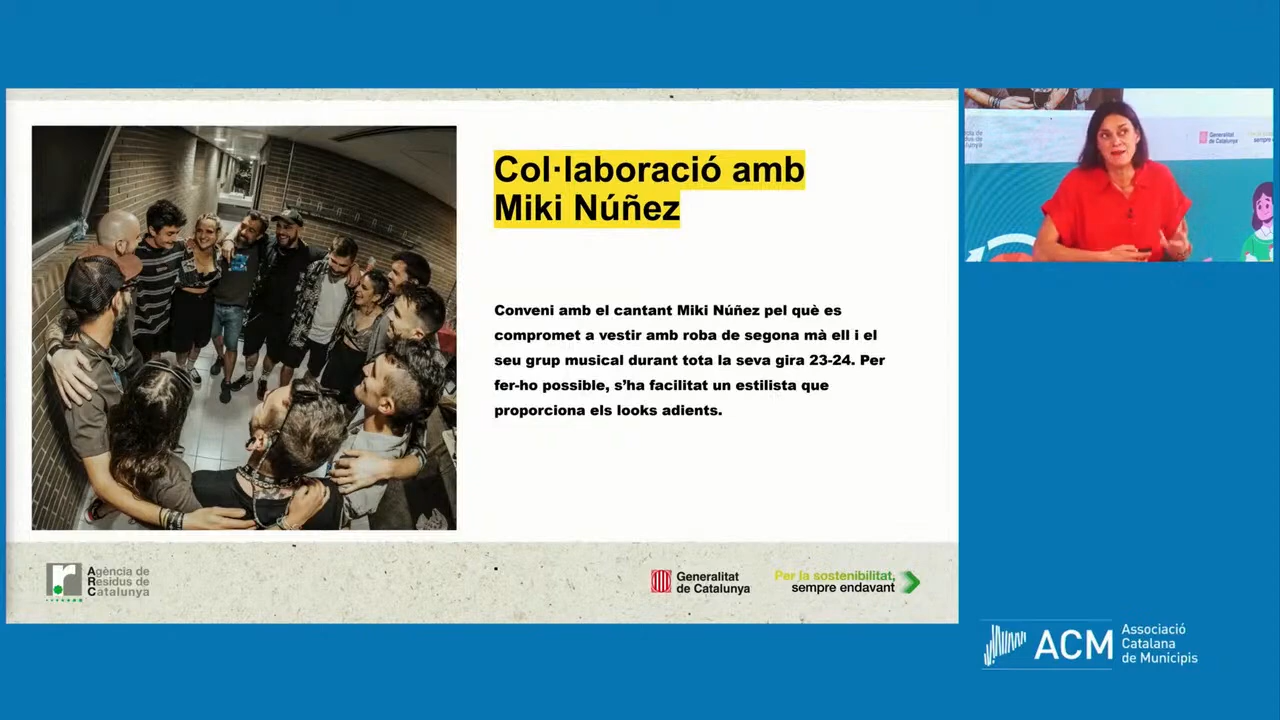 Col·laboració amb
Miki Núñez
Conveni amb el cantant Miki Núñez pel què es
compromet a vestir amb roba de segona mà ell i el
seu grup musical durant tota la seva gira 23-24. Per
fer-ho possible, s’ha facilitat un estilista que
proporciona els looks adients.
Agència de
Residus de
Catalunya
Generalitat
de Catalunya
Per la sostenibilitat,
sempre endavant
Generalitat
de Catalunya
ACM
Associació
Catalana
de Municipis